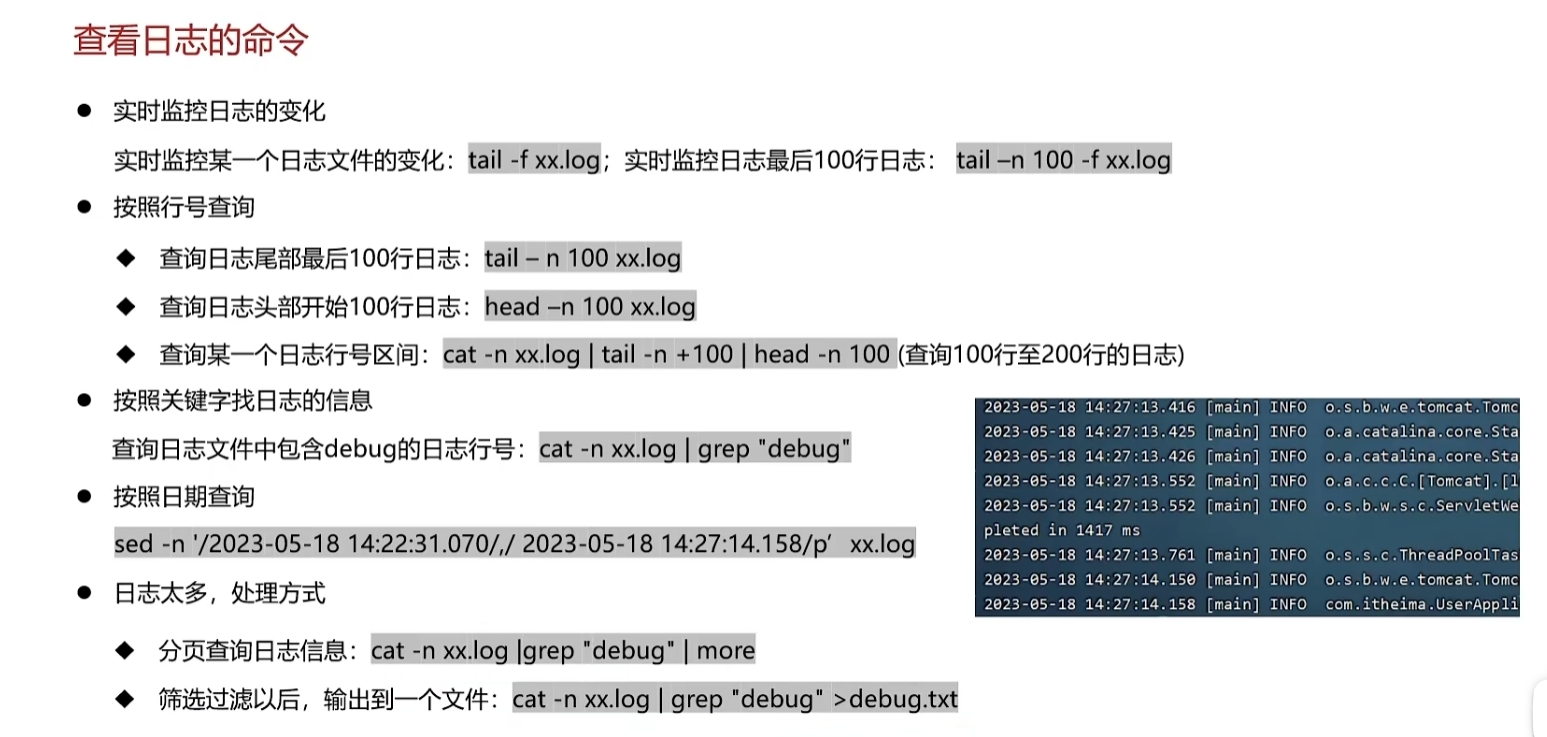 查看日志的命令
● 实时监控日志的变化
实时监控某一个日志文件的变化：tail -f xx.log；实时监控日志最后100行日志： tail –n 100 -f xx.log
● 按照行号查询
◆ 查询日志尾部最后100行日志：tail – n 100 xx.log
◆ 查询日志头部开始100行日志：head –n 100 xx.log
◆ 查询某一个日志行号区间：cat -n xx.log | tail -n +100 | head -n 100 (查询100行至200行的日志)
● 按照关键字找日志的信息
查询日志文件中包含debug的日志行号：cat -n xx.log | grep "debug"
● 按照日期查询
sed -n '/2023-05-18 14:22:31.070/,/ 2023-05-18 14:27:14.158/p’ xx.log
● 日志太多，处理方式
◆ 分页查询日志信息：cat -n xx.log |grep "debug" | more
◆ 筛选过滤以后，输出到一个文件：cat -n xx.log | grep "debug" >debug.txt
2023-05-18 14:27:13.416 [main] INFO o.s.b.w.e.tomcat.Tomc
2023-05-18 14:27:13.425 [main] INFO o.a.catalina.core.Sta
2023-05-18 14:27:13.426 [main] INFO o.a.catalina.core.Sta
2023-05-18 14:27:13.552 [main] INFO o.a.c.c.C.[Tomcat].[l
2023-05-18 14:27:13.552 [main] INFO o.s.b.w.s.c.ServletWe
pleted in 1417 ms
2023-05-18 14:27:13.761 [main] INFO o.s.s.c.ThreadPoolTas
2023-05-18 14:27:14.150 [main] INFO o.s.b.w.e.tomcat.Tomc
2023-05-18 14:27:14.158 [main] INFO com.itheima.UserAppli